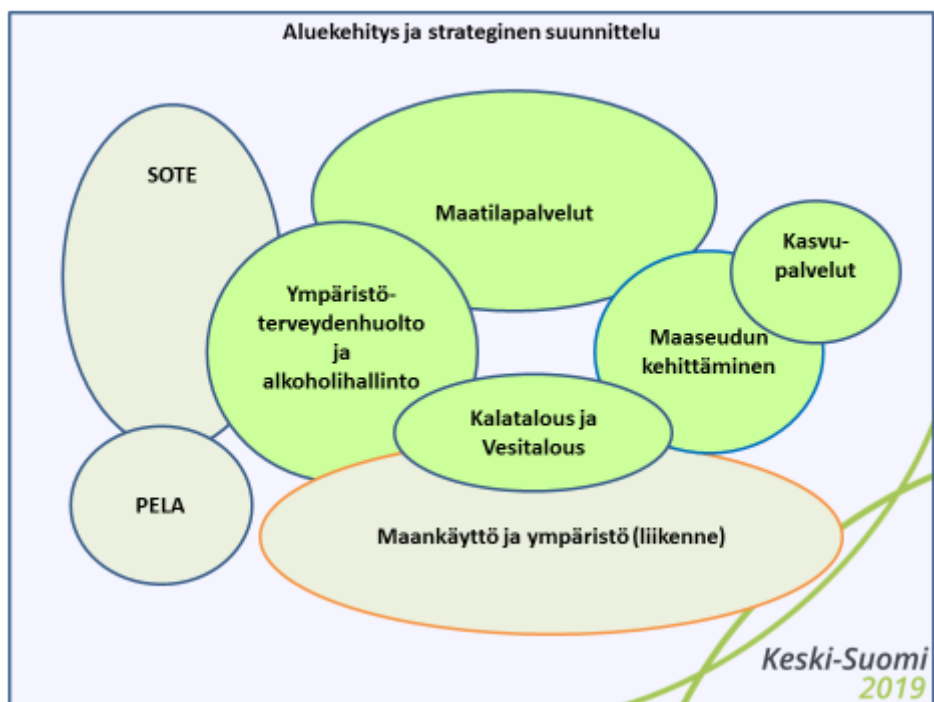 Aluekehitys ja strateginen suunnittelu
SOTE
Maatilapalvelut
Kasvu-
palvelut
Ympäristö-
terveydenhuolto
ja
alkoholihallinto
Maaseudun
kehittäminen
Kalatalous ja
Vesitalous
PELA
Maankäyttö ja ympäristö (liikenne)
Keski-Suomi
2019